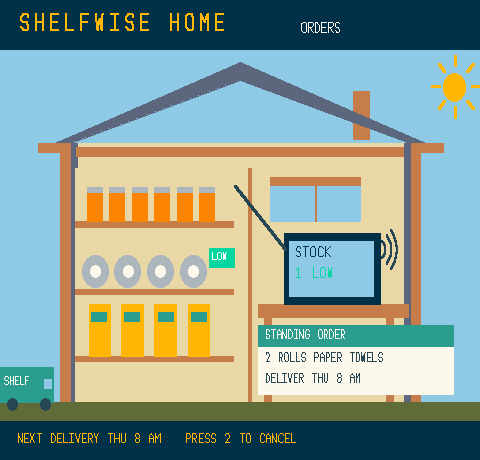 SHELFWISE HOME
ORDERS
LOW
STOCK
1 LOW
STANDING ORDER
2 ROLLS PAPER TOWELS
DELIVER THU 8 AM
SHELF
NEXT DELIVERY THU 8 AM
PRESS 2 TO CANCEL